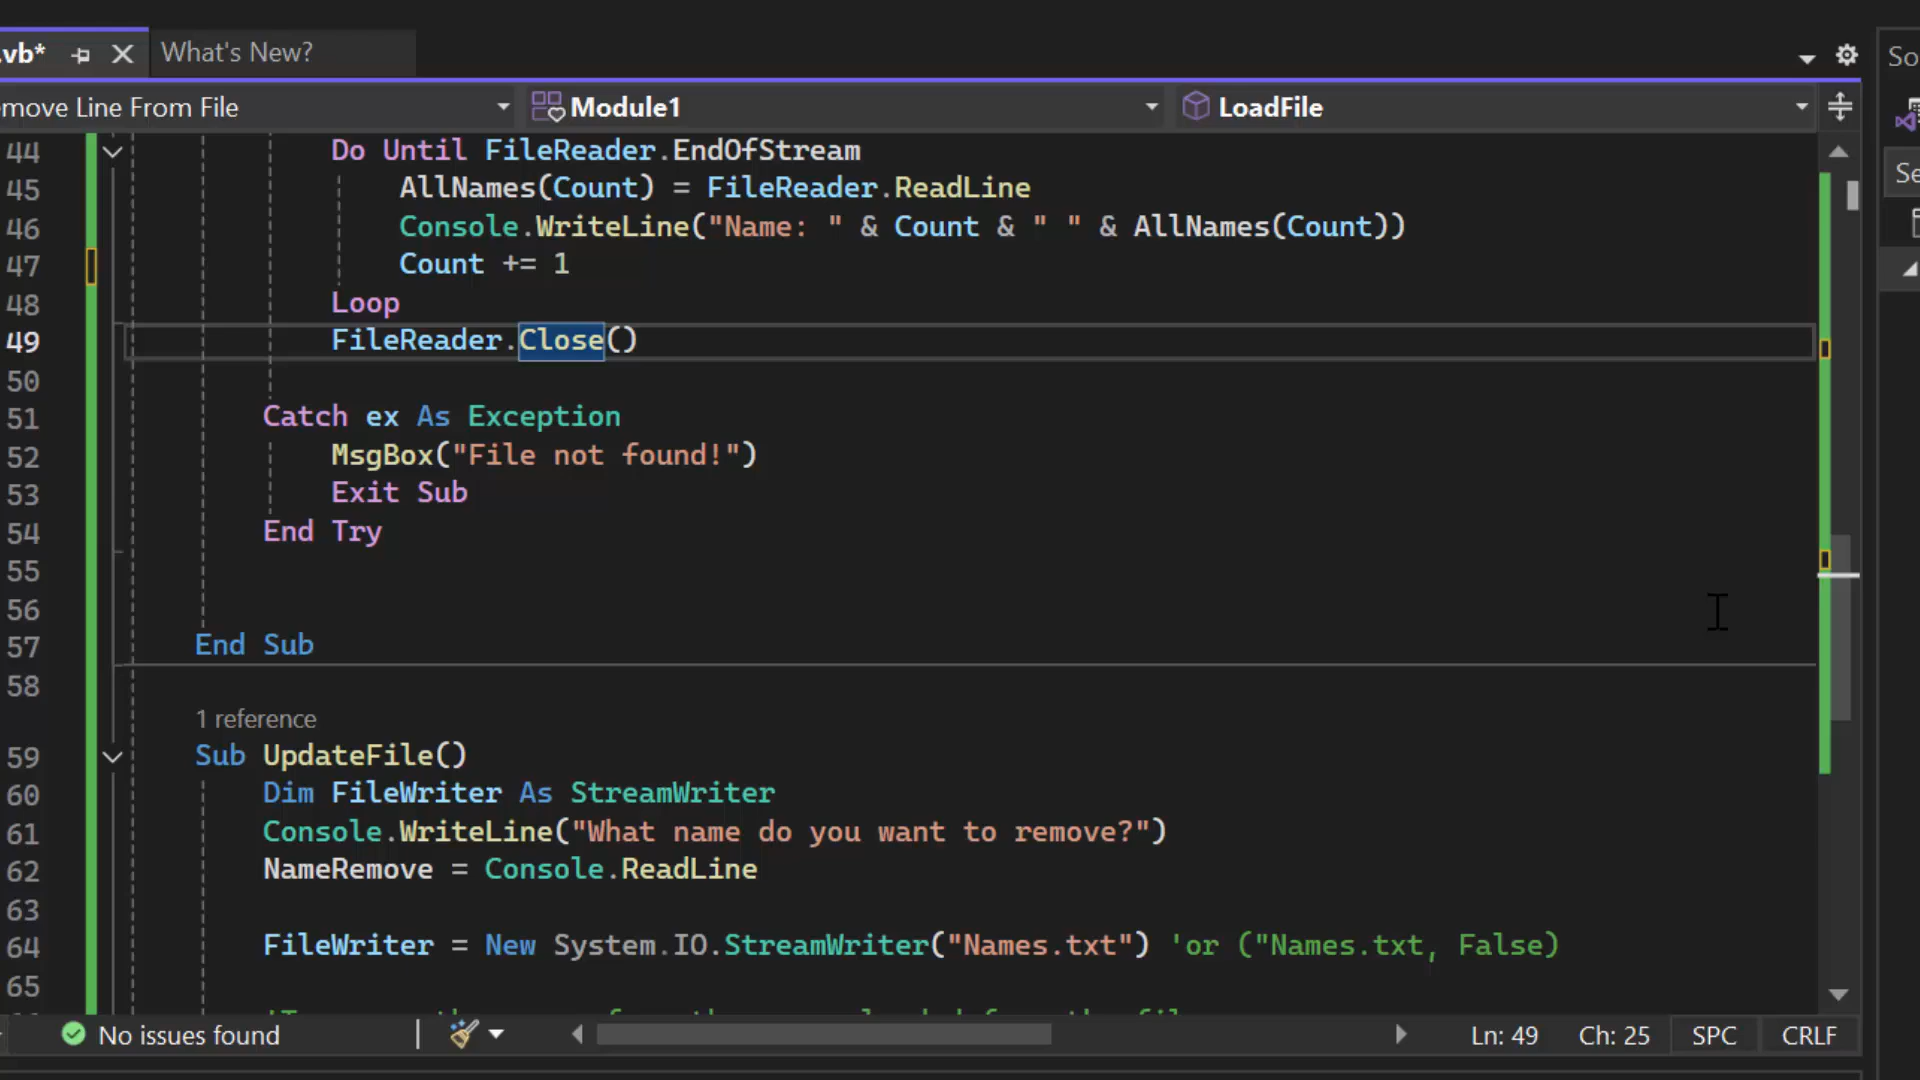 .vb*
What's New?
So
emove Line From File
Module1
LoadFile
Se
44 Do Until FileReader.EndOfStream
45 AllNames(Count) = FileReader.ReadLine
46 Console.WriteLine("Name: " & Count & " " & AllNames(Count))
47 Count += 1
48 Loop
49 FileReader.Close()
50
51 Catch ex As Exception
52 MsgBox("File not found!")
53 Exit Sub
54 End Try
55
56
57 End Sub
58
1 reference
59 Sub UpdateFile()
60 Dim FileWriter As StreamWriter
61 Console.WriteLine("What name do you want to remove?")
62 NameRemove = Console.ReadLine
63
64 FileWriter = New System.IO.StreamWriter("Names.txt") 'or ("Names.txt, False)
65
No issues found
Ln: 49 Ch: 25 SPC CRLF